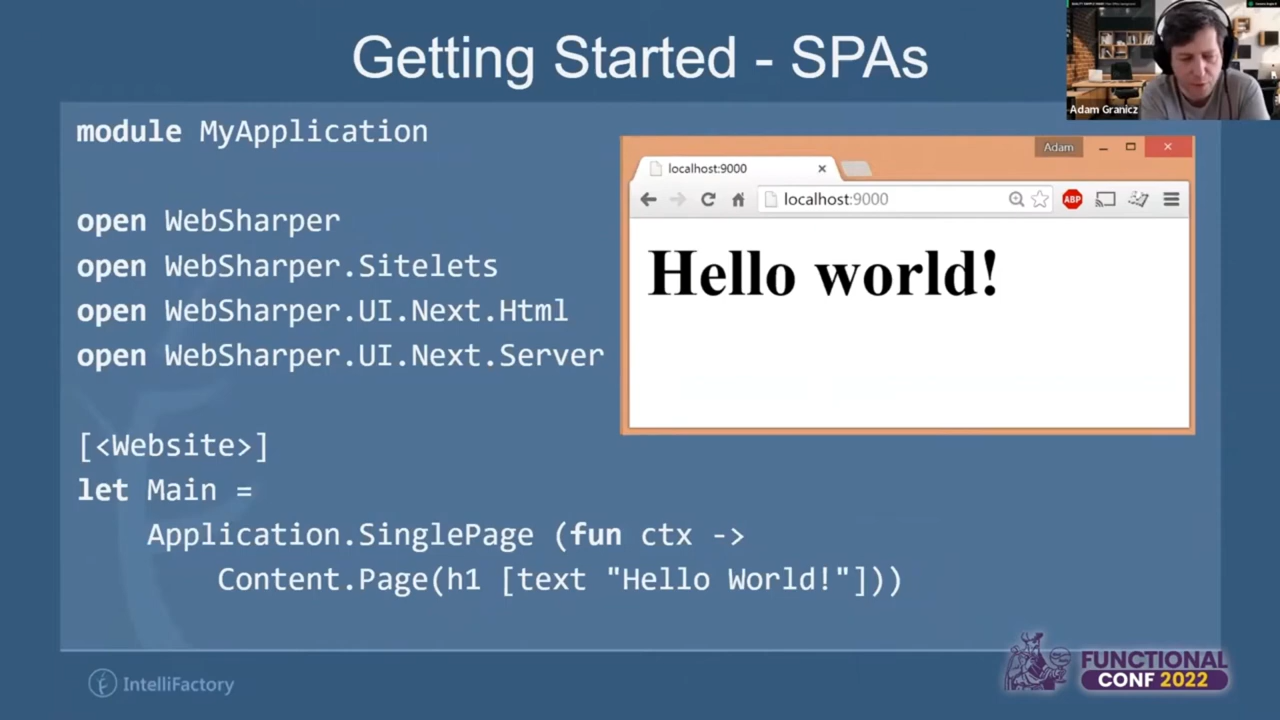 Getting Started - SPAs
Adam Granicz
module MyApplication
open WebSharper
open WebSharper.Sitelets
open WebSharper.UI.Next.Html
open WebSharper.UI.Next.Server
[<Website>]
let Main =
Application.SinglePage (fun ctx ->
Content.Page(h1 [text "Hello World!"]))
Adam
localhost:9000
localhost:9000
ABP
Hello world!
IntelliFactory
FUNCTIONAL
CONF 2022